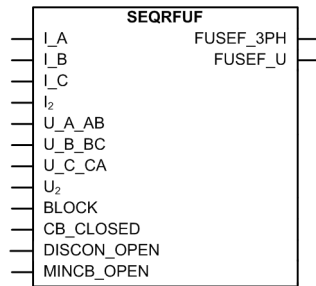 SEQRFUF
I_A FUSEF_3PH
I_B FUSEF_U
I_C
I₂
U_A_AB
U_B_BC
U_C_CA
U₂
BLOCK
CB_CLOSED
DISCON_OPEN
MINCB_OPEN